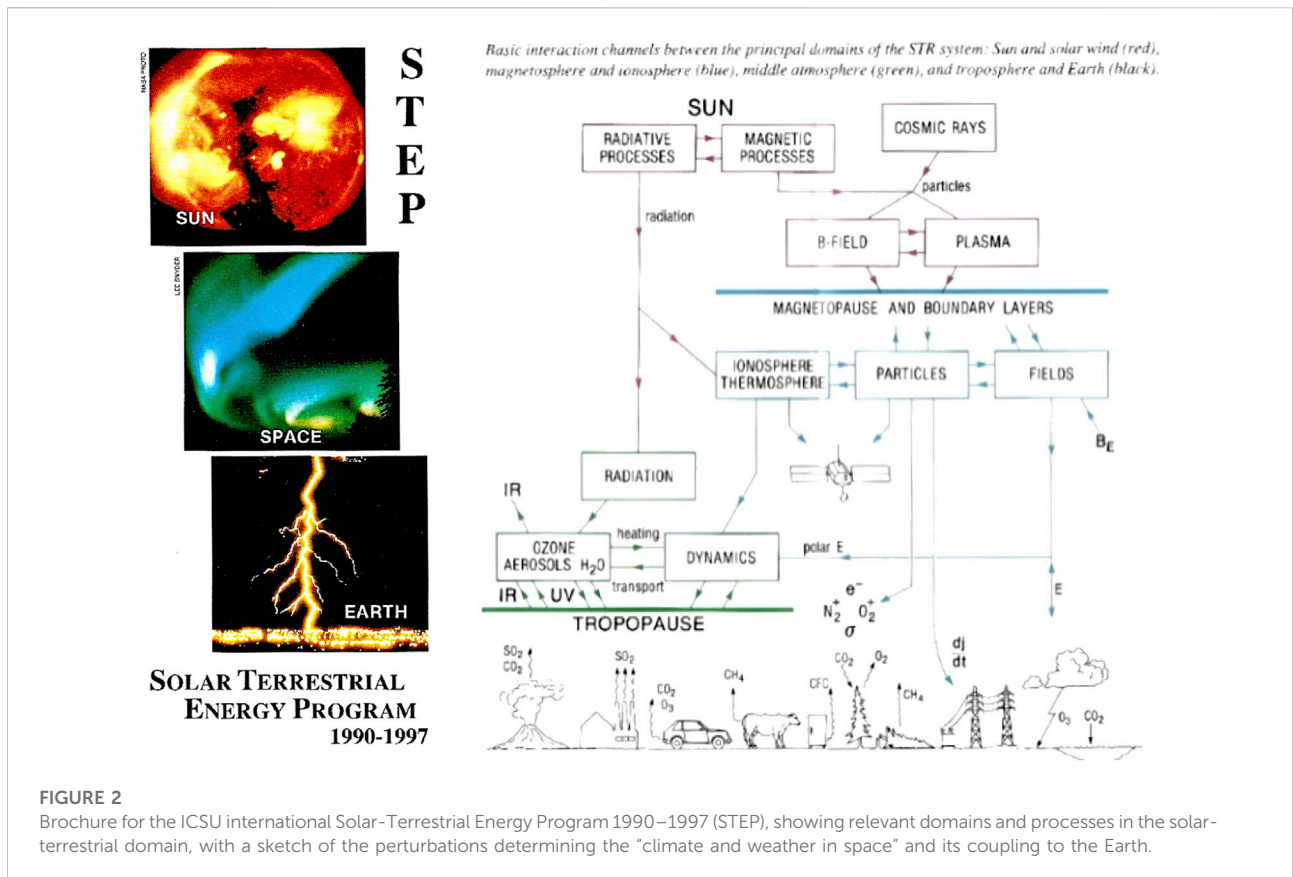 NASA PHOTO
SUN
LEE SNYDER
SPACE
EARTH
S
T
E
P
SOLAR TERRESTRIAL
ENERGY PROGRAM
1990-1997
Basic interaction channels between the principal domains of the STR system: Sun and solar wind (red),
magnetosphere and ionosphere (blue), middle atmosphere (green), and troposphere and Earth (black).
SUN
RADIATIVE
PROCESSES
MAGNETIC
PROCESSES
COSMIC RAYS
particles
radiation
B-FIELD
PLASMA
MAGNETOPAUSE AND BOUNDARY LAYERS
IONOSPHERE
THERMOSPHERE
PARTICLES
FIELDS
B_E
RADIATION
IR
OZONE
AEROSOLS H₂O
heating
transport
DYNAMICS
polar E
E
IR
UV
TROPOPAUSE
e⁻
N₂⁺ O₂⁺
σ
dj
dt
SO₂
CO₂
SO₂
CO₂
O₃
CH₄
CFC
CO₂
O₂
CH₄
O₃
CO₂
FIGURE 2
Brochure for the ICSU international Solar-Terrestrial Energy Program 1990–1997 (STEP), showing relevant domains and processes in the solar-
terrestrial domain, with a sketch of the perturbations determining the “climate and weather in space” and its coupling to the Earth.